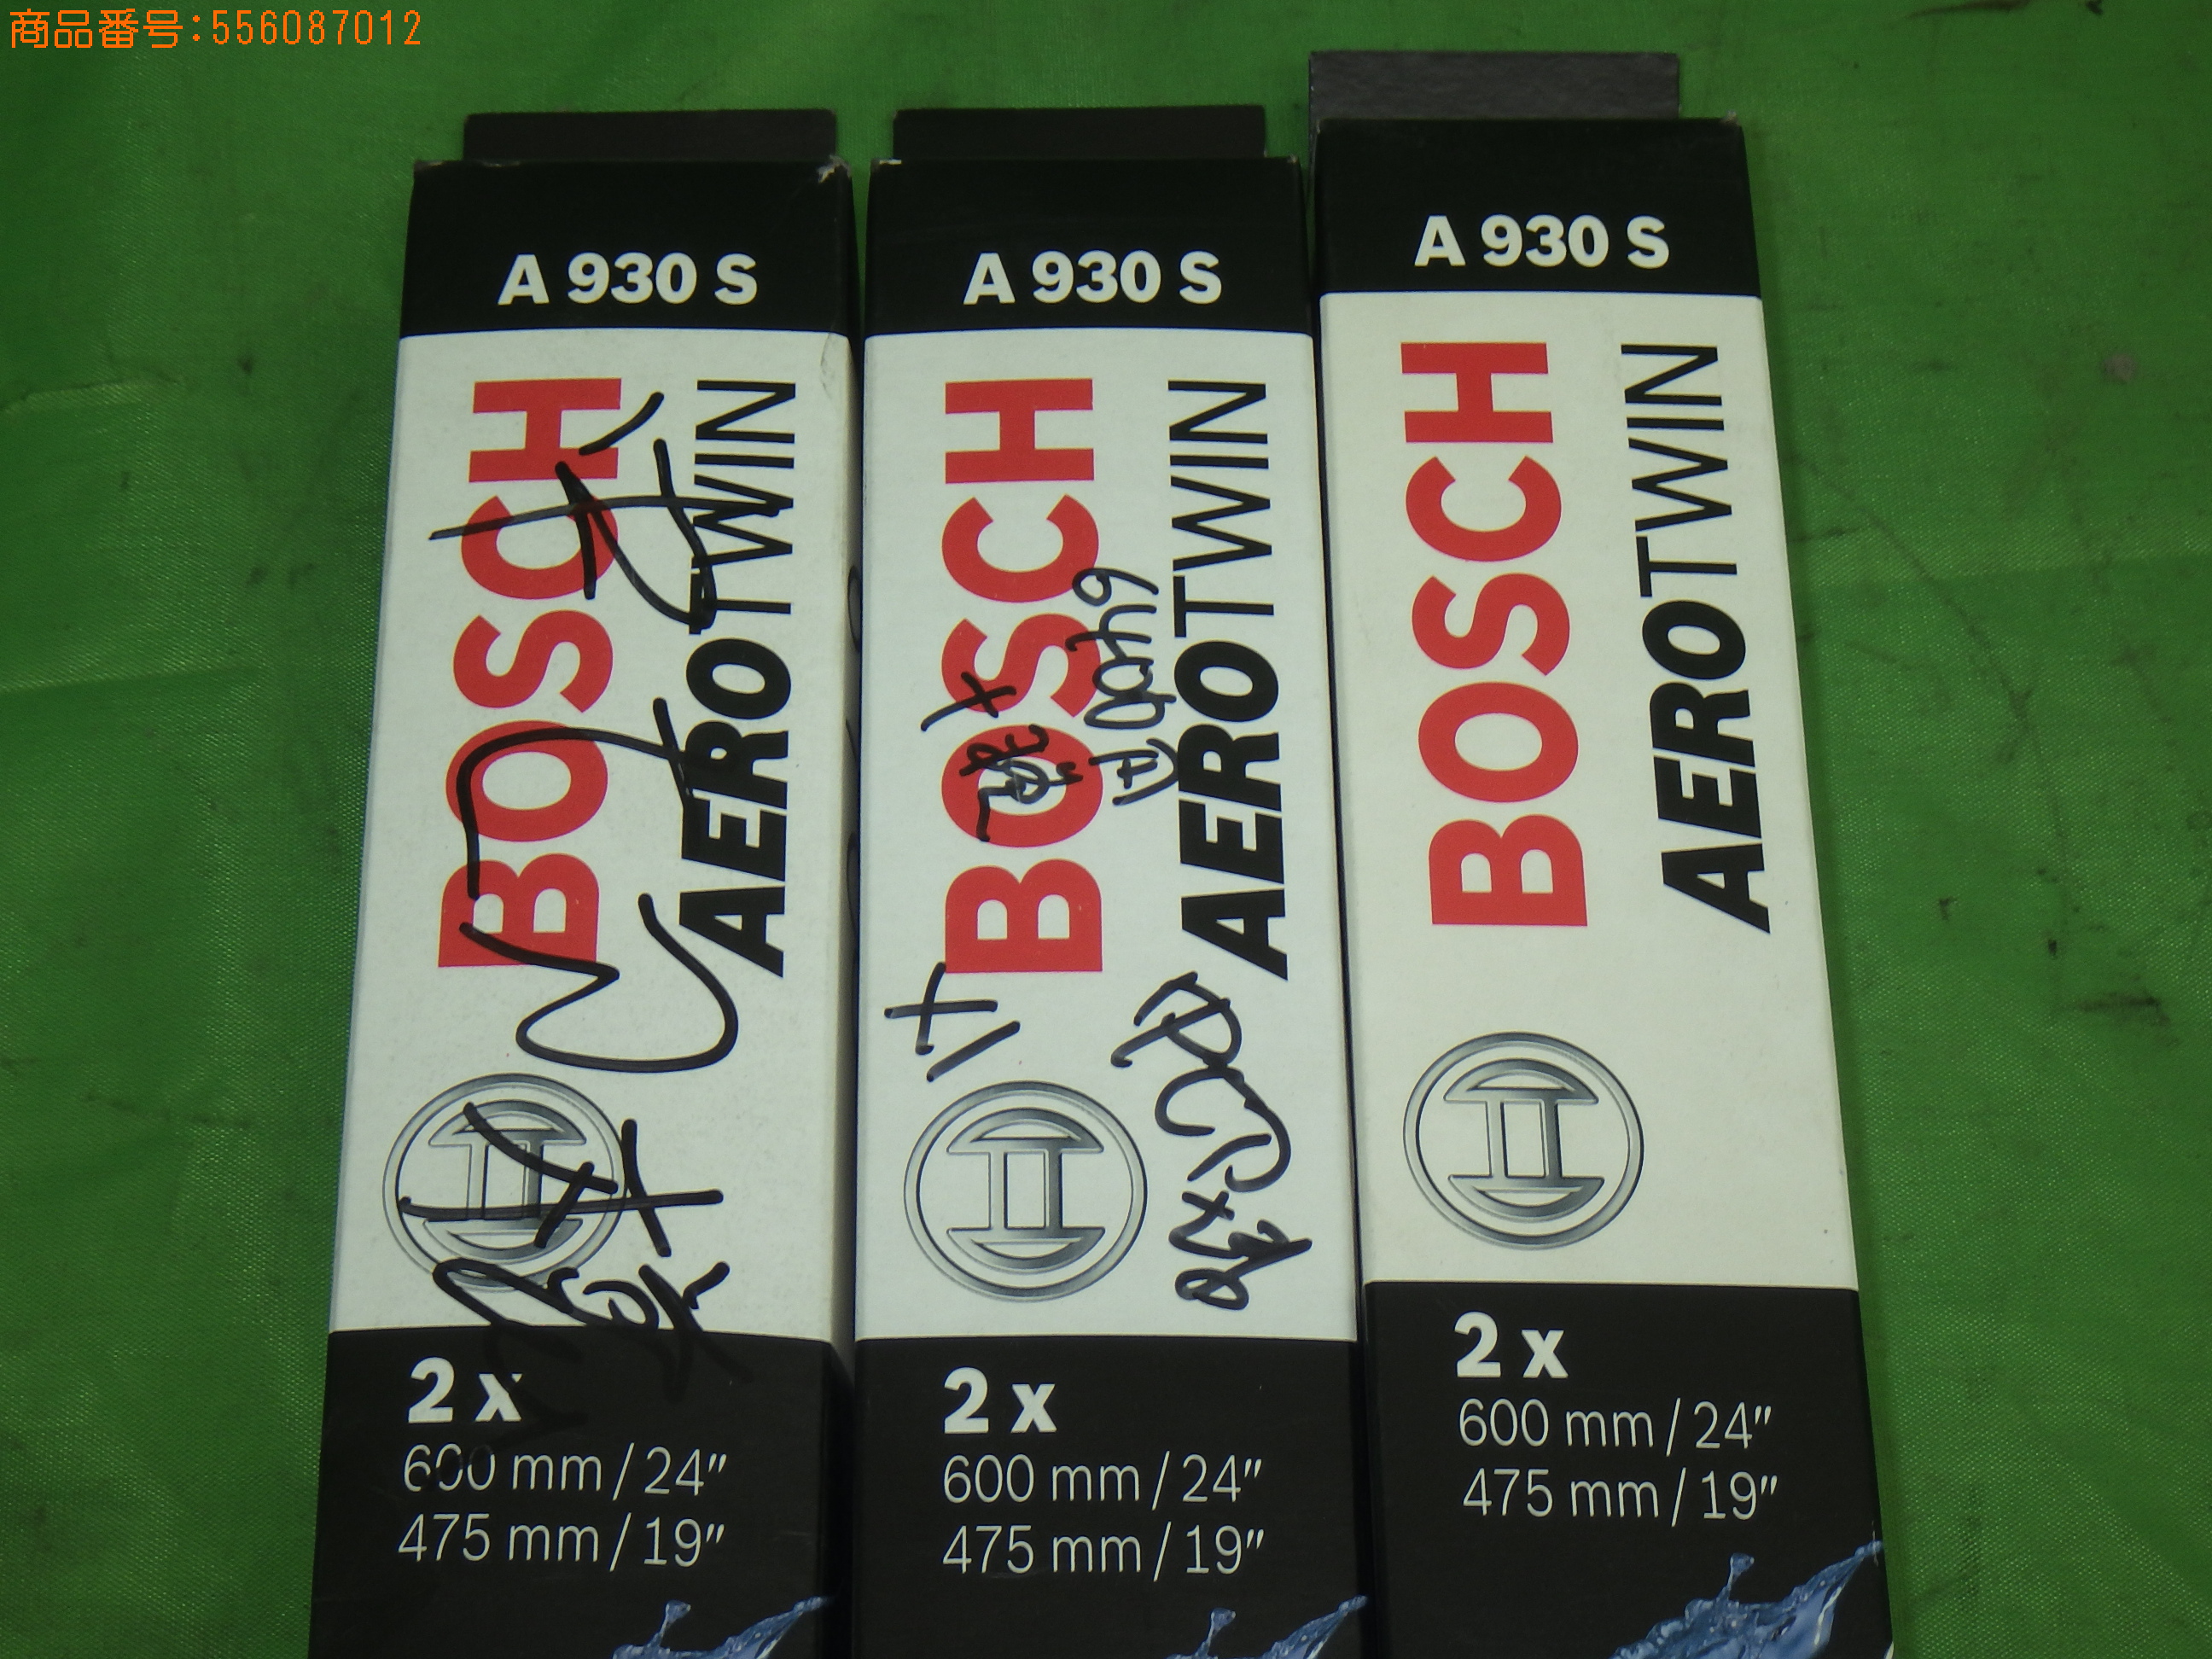 商品番号:556087012
A 930 S
BOSCH
AEROTWIN
2 x
600 mm / 24"
475 mm / 19"
A 930 S
BOSCH
AEROTWIN
2 x
600 mm / 24"
475 mm / 19"
A 930 S
BOSCH
AEROTWIN
2 x
600 mm / 24"
475 mm / 19"